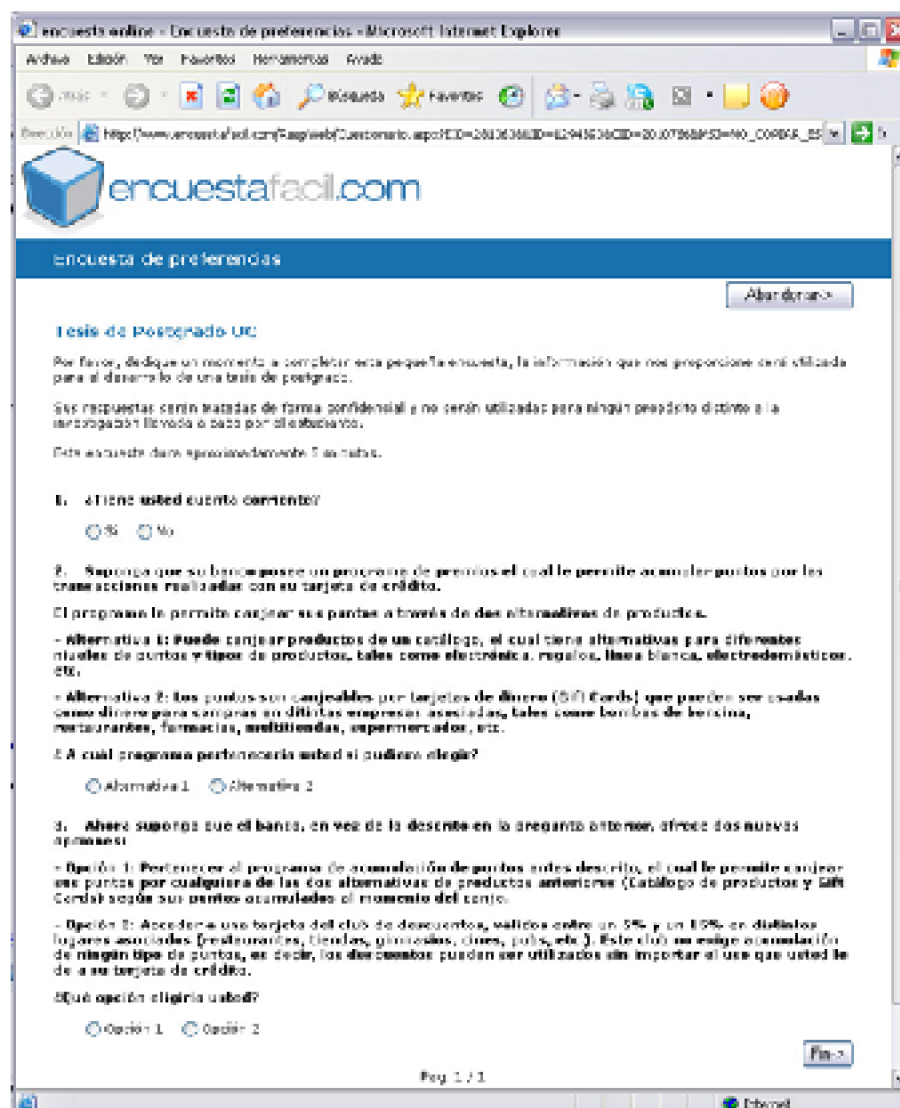 encuesta online - Encuesta de preferencias - Microsoft Internet Explorer
Archivo Edición Ver Favoritos Herramientas Ayuda
Atrás Búsqueda Favoritos
Dirección
encuestafacil.com
Encuesta de preferencias
Abandonar->
Tesis de Postgrado UC
Por favor, dedique un momento a completar esta pequeña encuesta, la información que nos proporcione será utilizada
para el desarrollo de una tesis de postgrado.
Sus respuestas serán tratadas de forma confidencial y no serán utilizadas para ningún propósito distinto a la
investigación llevada a cabo por el estudiante.
Esta encuesta dura aproximadamente minutos.
1. ¿Tiene usted cuenta corriente?
Si No
2. Suponga que su banco posee un programa de premios el cual le permite acumular puntos por las
transacciones realizadas con su tarjeta de crédito.
El programa le permite canjear sus puntos a través de dos alternativas de productos.
- Alternativa 1: Puede canjear productos de un catálogo, el cual tiene alternativas para diferentes
niveles de puntos y tipos de productos, tales como electrónica, regalos, línea blanca, electrodomésticos,
etc.
- Alternativa 2: Los puntos son canjeables por tarjetas de dinero (Gift Cards) que pueden ser usadas
como dinero para compras en ditintas empresas asociadas, tales como bombas de bencina,
restaurantes, farmacias, multitiendas, supermercados, etc.
¿A cuál programa pertenecería usted si pudiera elegir?
Alternativa 1 Alternativa 2
3. Ahora suponga que el banco, en vez de lo descrito en la pregunta anterior, ofrece dos nuevas
opciones:
- Opción 1: Pertenecer al programa de acumulación de puntos antes descrito, el cual le permite canjear
sus puntos por cualquiera de las dos alternativas de productos anteriores (Catálogo de productos y Gift
Cards) según sus puntos acumulados al momento del canje.
- Opción 2: Acceder a una tarjeta del club de descuentos, válidos entre un 5% y un 15% en distintos
lugares asociados (restaurantes, tiendas, gimnasios, cines, pubs, etc.). Este club no exige acumulación
de ningún tipo de puntos, es decir, los descuentos pueden ser utilizados sin importar el uso que usted le
de a su tarjeta de crédito.
¿Qué opción eligiría usted?
Opción 1 Opción 2
Fin->
Pag. 1 / 1
Internet